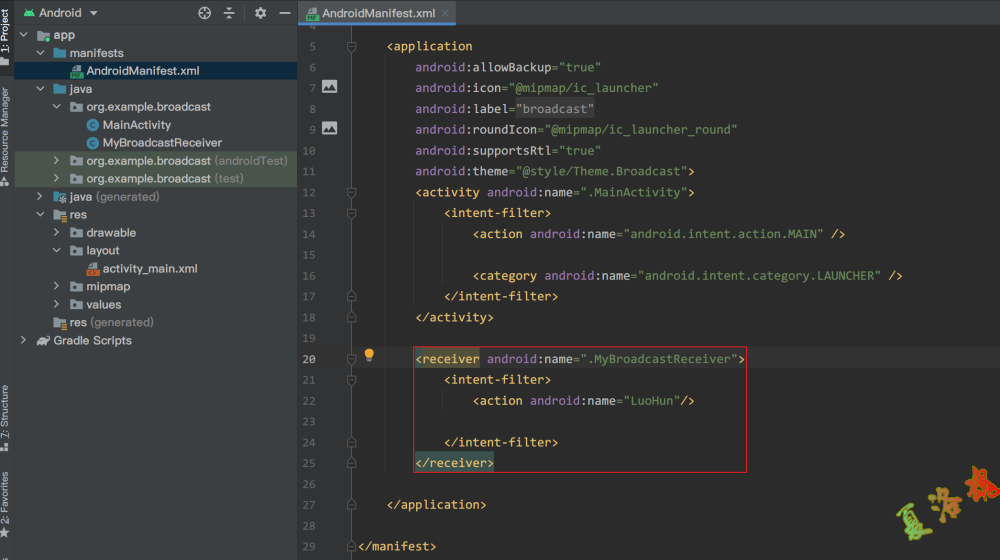 Android
AndroidManifest.xml
1: Project
Resource Manager
7: Structure
2: Favorites
app
manifests
AndroidManifest.xml
java
org.example.broadcast
MainActivity
MyBroadcastReceiver
org.example.broadcast (androidTest)
org.example.broadcast (test)
java (generated)
res
drawable
layout
activity_main.xml
mipmap
values
res (generated)
Gradle Scripts
5 <application
6 android:allowBackup="true"
7 android:icon="@mipmap/ic_launcher"
8 android:label="broadcast"
9 android:roundIcon="@mipmap/ic_launcher_round"
10 android:supportsRtl="true"
11 android:theme="@style/Theme.Broadcast">
12 <activity android:name=".MainActivity">
13 <intent-filter>
14 <action android:name="android.intent.action.MAIN" />
15
16 <category android:name="android.intent.category.LAUNCHER" />
17 </intent-filter>
18 </activity>
19
20 <receiver android:name=".MyBroadcastReceiver">
21 <intent-filter>
22 <action android:name="LuoHun"/>
23
24 </intent-filter>
25 </receiver>
26
27 </application>
28
29 </manifest>
夏洛